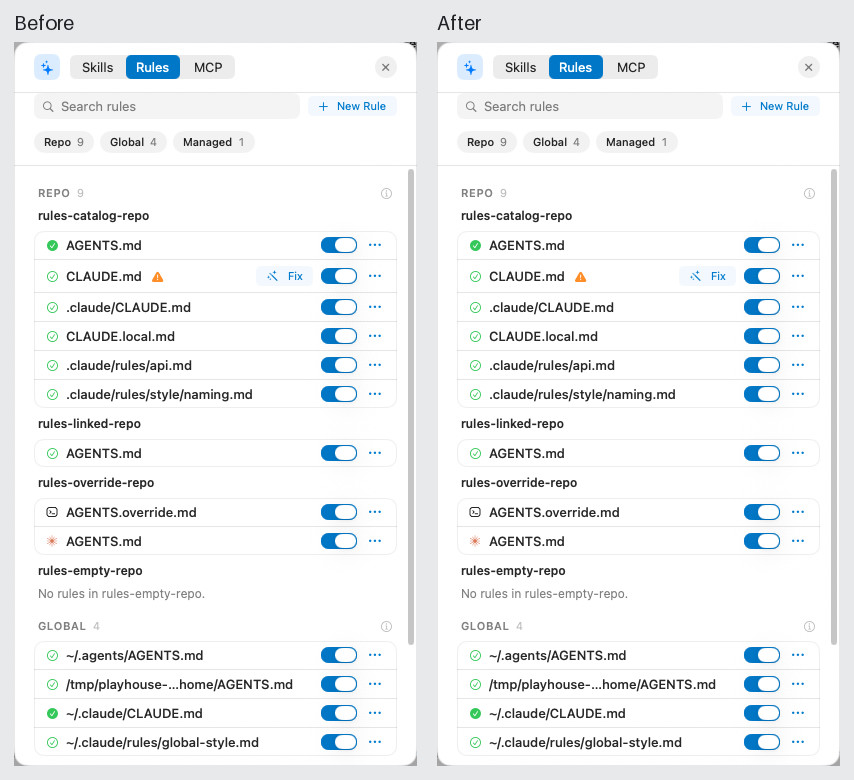 Before
Skills Rules MCP
Search rules
New Rule
Repo 9 Global 4 Managed 1
REPO 9
rules-catalog-repo
AGENTS.md
CLAUDE.md Fix
.claude/CLAUDE.md
CLAUDE.local.md
.claude/rules/api.md
.claude/rules/style/naming.md
rules-linked-repo
AGENTS.md
rules-override-repo
AGENTS.override.md
AGENTS.md
rules-empty-repo
No rules in rules-empty-repo.
GLOBAL 4
~/.agents/AGENTS.md
/tmp/playhouse-...home/AGENTS.md
~/.claude/CLAUDE.md
~/.claude/rules/global-style.md
After
Skills Rules MCP
Search rules
New Rule
Repo 9 Global 4 Managed 1
REPO 9
rules-catalog-repo
AGENTS.md
CLAUDE.md Fix
.claude/CLAUDE.md
CLAUDE.local.md
.claude/rules/api.md
.claude/rules/style/naming.md
rules-linked-repo
AGENTS.md
rules-override-repo
AGENTS.override.md
AGENTS.md
rules-empty-repo
No rules in rules-empty-repo.
GLOBAL 4
~/.agents/AGENTS.md
/tmp/playhouse-...home/AGENTS.md
~/.claude/CLAUDE.md
~/.claude/rules/global-style.md